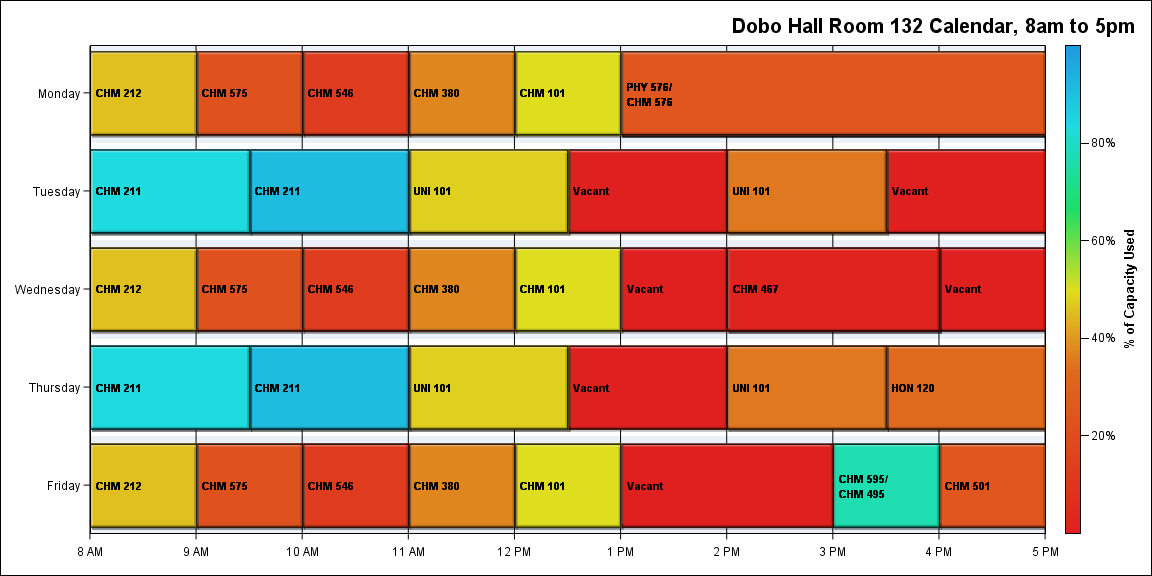 Dobo Hall Room 132 Calendar, 8am to 5pm
Monday
CHM 212
CHM 575
CHM 546
CHM 380
CHM 101
PHY 576/
CHM 576
Tuesday
CHM 211
CHM 211
UNI 101
Vacant
UNI 101
Vacant
Wednesday
CHM 212
CHM 575
CHM 546
CHM 380
CHM 101
Vacant
CHM 467
Vacant
Thursday
CHM 211
CHM 211
UNI 101
Vacant
UNI 101
HON 120
Friday
CHM 212
CHM 575
CHM 546
CHM 380
CHM 101
Vacant
CHM 595/
CHM 495
CHM 501
8 AM
9 AM
10 AM
11 AM
12 PM
1 PM
2 PM
3 PM
4 PM
5 PM
80%
60%
40%
20%
% of Capacity Used